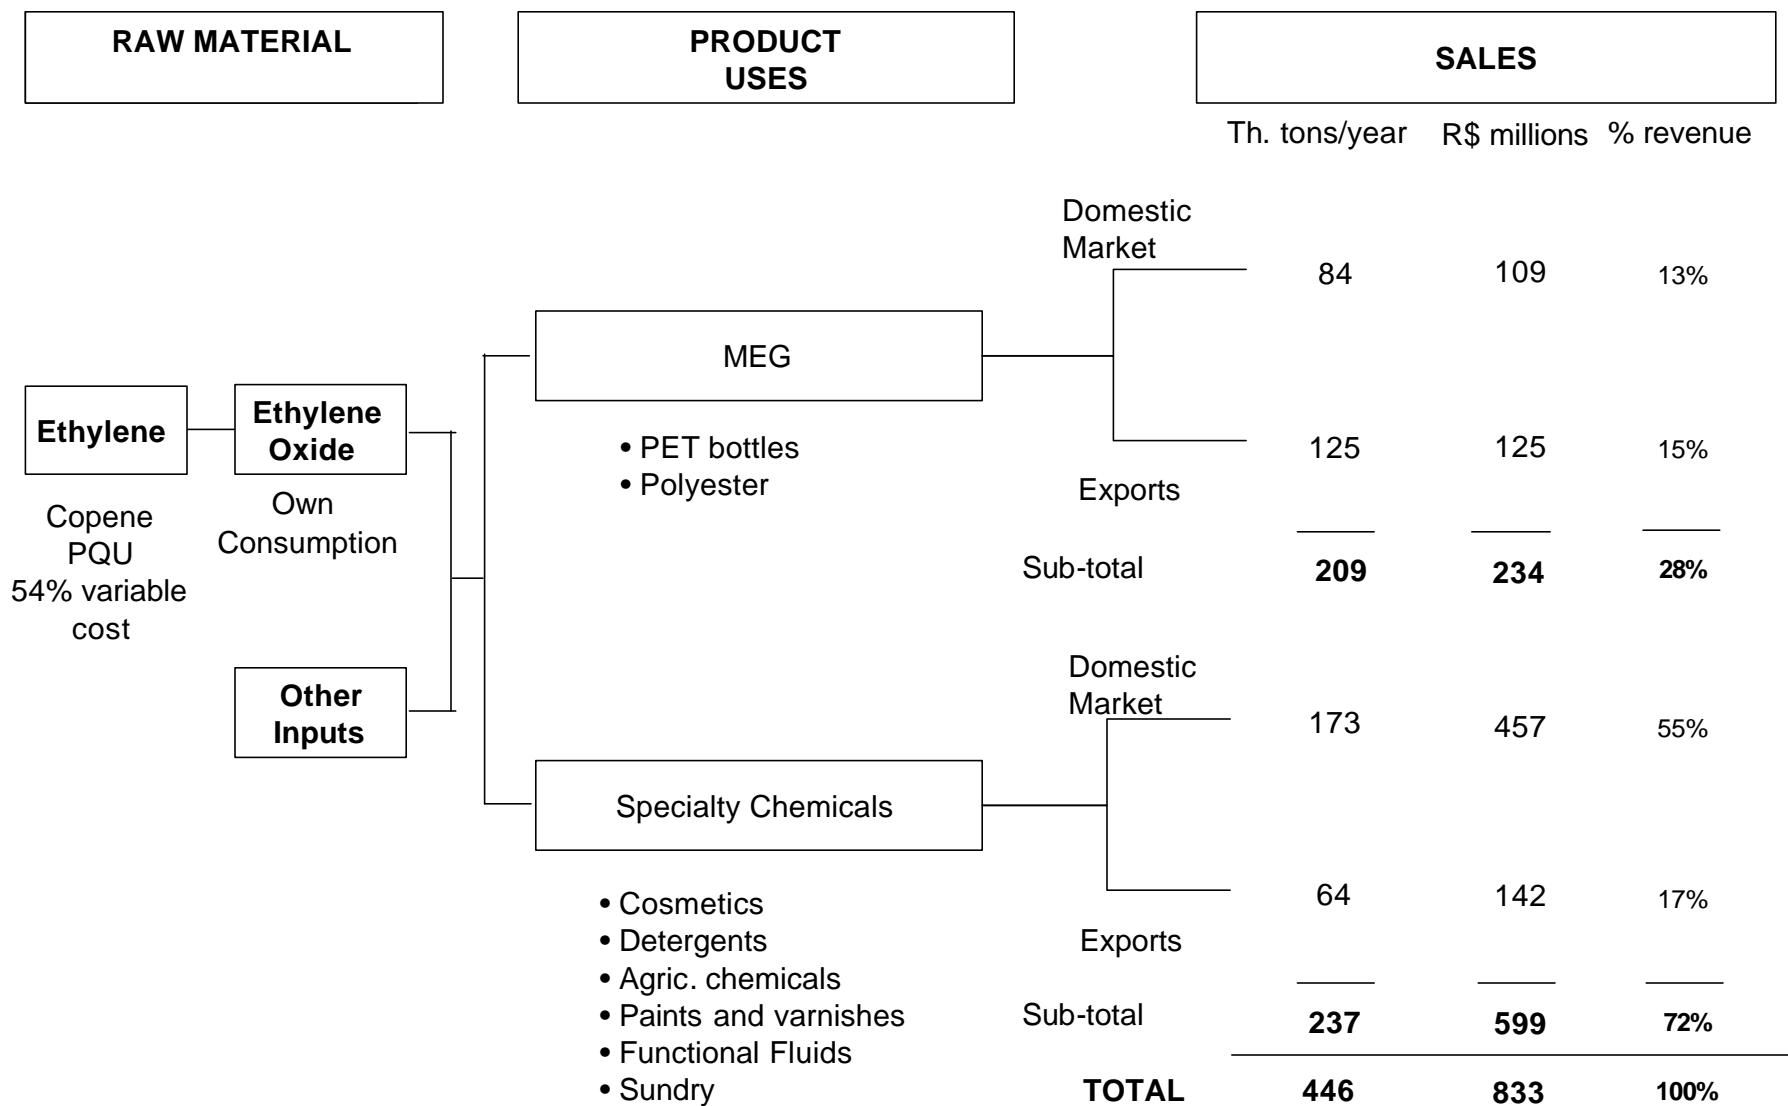 RAW MATERIAL
PRODUCT
USES
SALES
Th. tons/year R$ millions % revenue
Domestic
Market
84 109 13%
MEG
Ethylene
Ethylene
Oxide
• PET bottles
• Polyester
125 125 15%
Exports
Own
Consumption
Copene
PQU
54% variable
cost
Sub-total 209 234 28%
Other
Inputs
Domestic
Market
173 457 55%
Specialty Chemicals
64 142 17%
Exports
• Cosmetics
• Detergents
• Agric. chemicals
• Paints and varnishes
• Functional Fluids
• Sundry
Sub-total 237 599 72%
TOTAL 446 833 100%